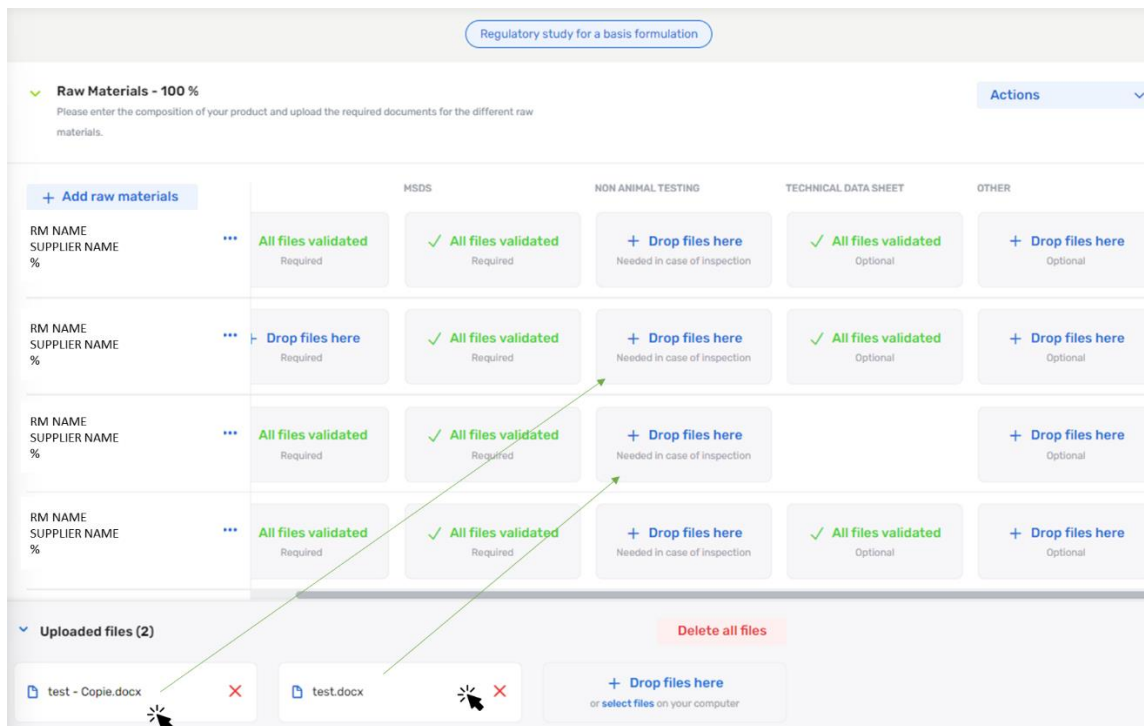 Regulatory study for a basis formulation
Raw Materials - 100 %
Actions
Please enter the composition of your product and upload the required documents for the different raw
materials.
+ Add raw materials
MSDS
NON ANIMAL TESTING
TECHNICAL DATA SHEET
OTHER
RM NAME
SUPPLIER NAME
%
All files validated
Required
All files validated
Required
+ Drop files here
Needed in case of inspection
All files validated
Optional
+ Drop files here
Optional
RM NAME
SUPPLIER NAME
%
+ Drop files here
Required
All files validated
Required
+ Drop files here
Needed in case of inspection
All files validated
Optional
+ Drop files here
Optional
RM NAME
SUPPLIER NAME
%
All files validated
Required
All files validated
Required
+ Drop files here
Needed in case of inspection
+ Drop files here
Optional
RM NAME
SUPPLIER NAME
%
All files validated
Required
All files validated
Required
+ Drop files here
Needed in case of inspection
All files validated
Optional
+ Drop files here
Optional
Uploaded files (2)
Delete all files
test - Copie.docx
test.docx
+ Drop files here
or select files on your computer